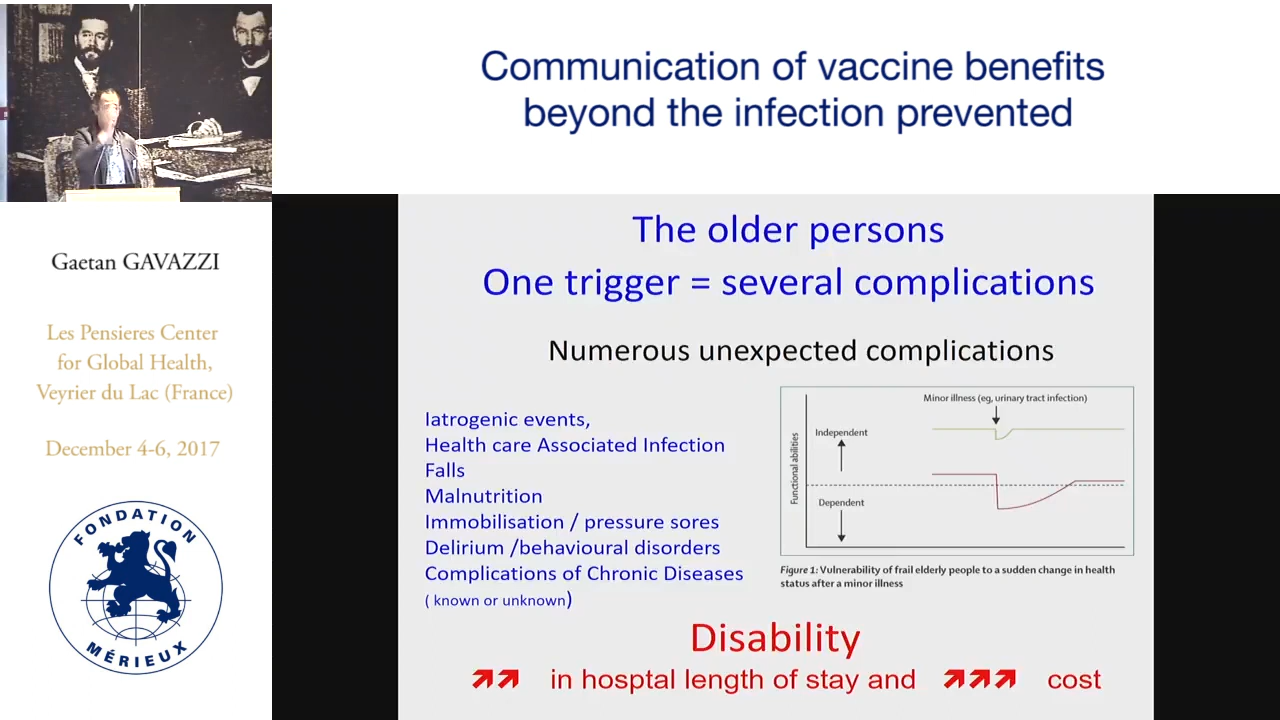 Communication of vaccine benefits
beyond the infection prevented
Gaetan GAVAZZI
Les Pensieres Center
for Global Health,
Veyrier du Lac (France)
December 4-6, 2017
FONDATION
MÉRIEUX
The older persons
One trigger = several complications
Numerous unexpected complications
Iatrogenic events,
Health care Associated Infection
Falls
Malnutrition
Immobilisation / pressure sores
Delirium /behavioural disorders
Complications of Chronic Diseases
( known or unknown)
Minor illness (eg, urinary tract infection)
Independent
Functional abilities
Dependent
Figure 1: Vulnerability of frail elderly people to a sudden change in health
status after a minor illness
Disability
in hosptal length of stay and cost